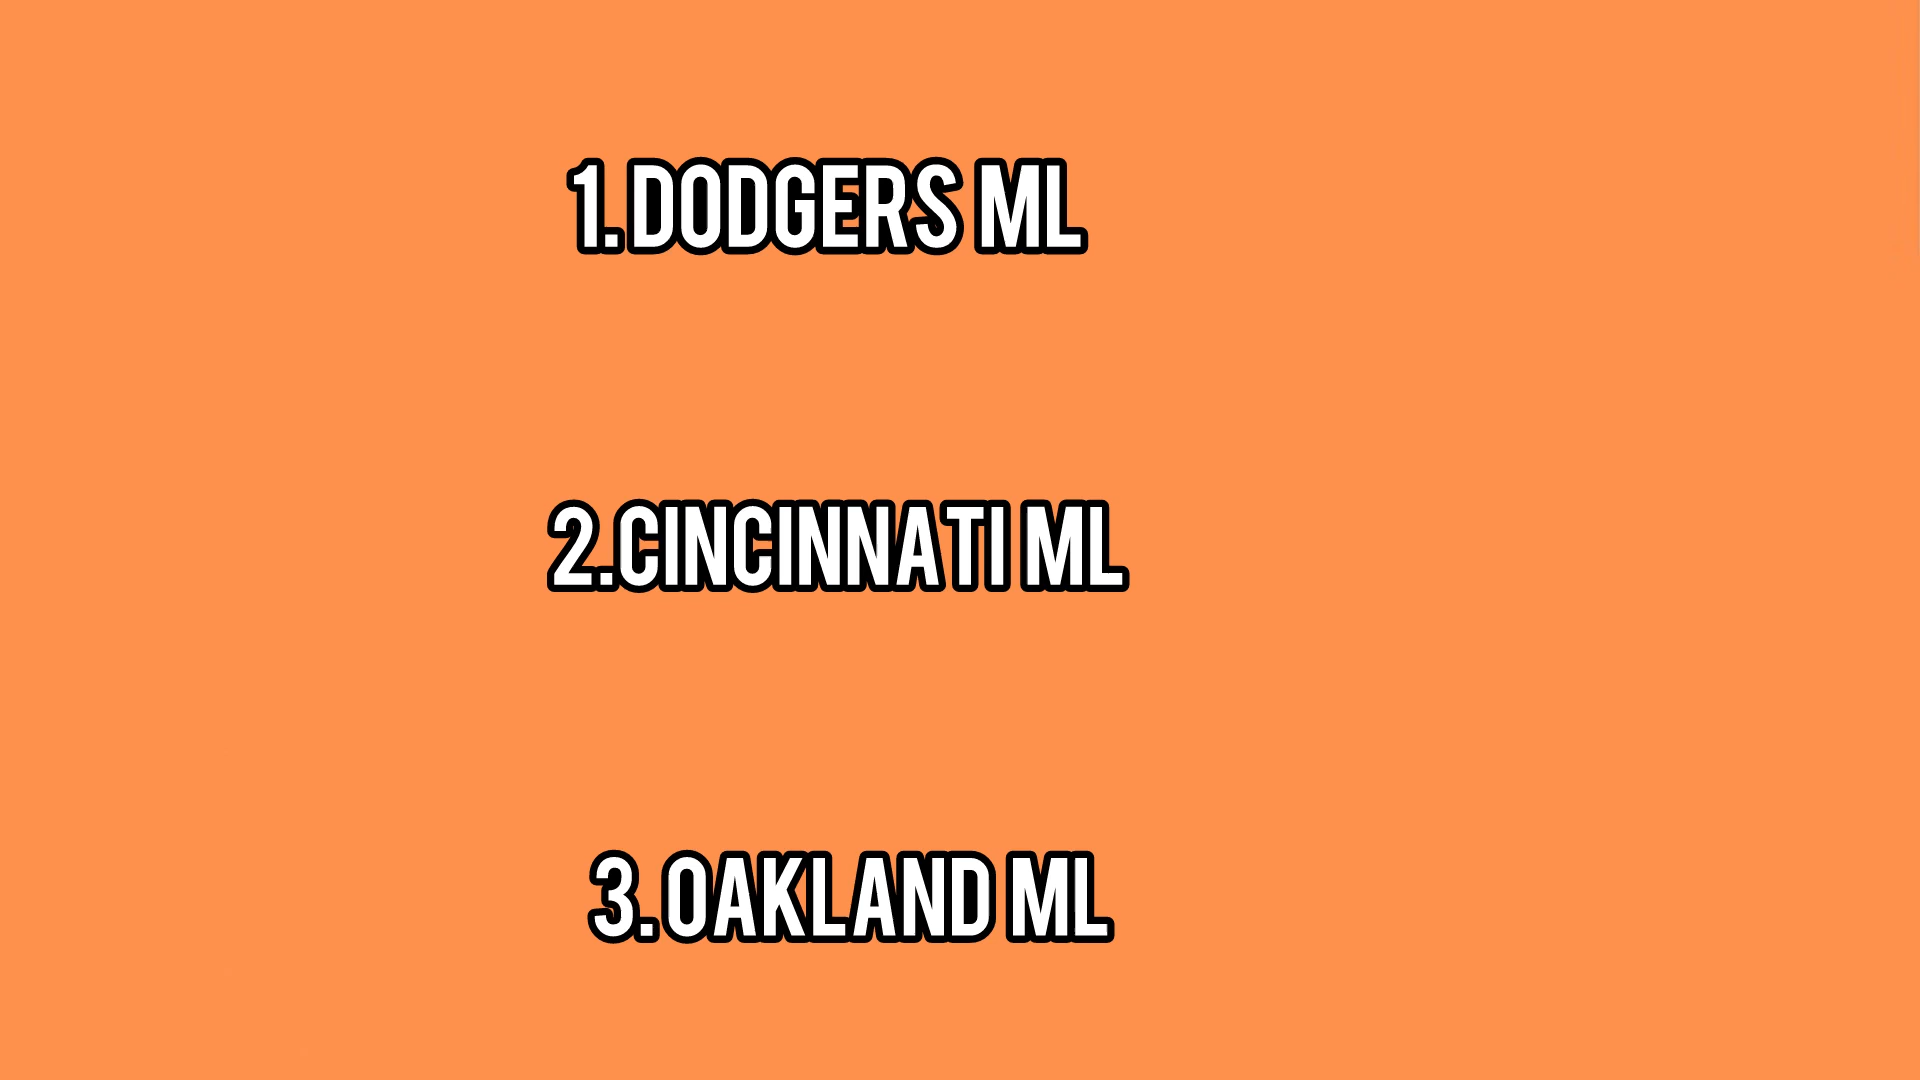 1. DODGERS ML
2. CINCINNATI ML
3. OAKLAND ML